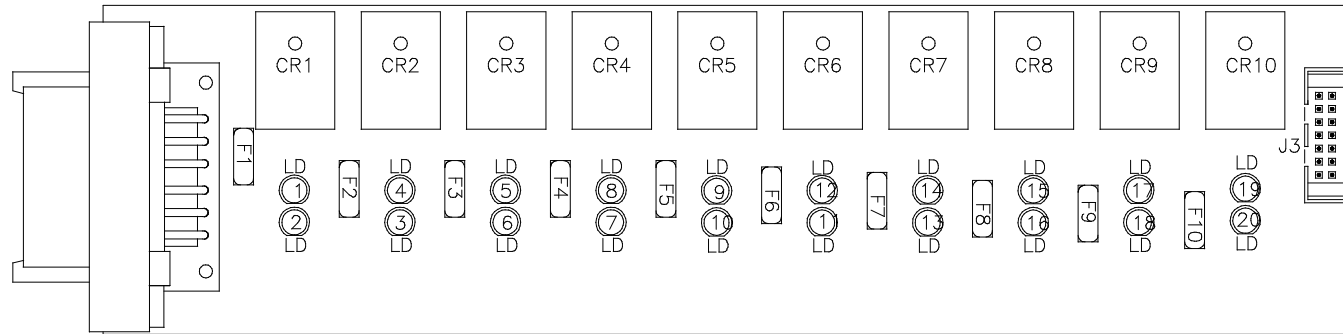 CR1 CR2 CR3 CR4 CR5 CR6 CR7 CR8 CR9 CR10
J3
F1 F2 F3 F4 F5 F6 F7 F8 F9 F10
LD LD LD LD LD LD LD LD LD LD
1 4 5 8 9 12 14 15 17 19
2 3 6 7 10 11 13 16 18 20
LD LD LD LD LD LD LD LD LD LD